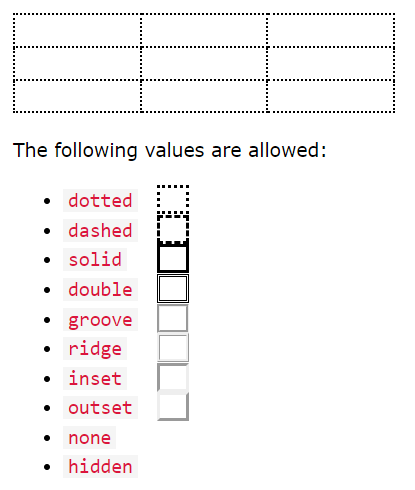 The following values are allowed:
dotted
dashed
solid
double
groove
ridge
inset
outset
none
hidden